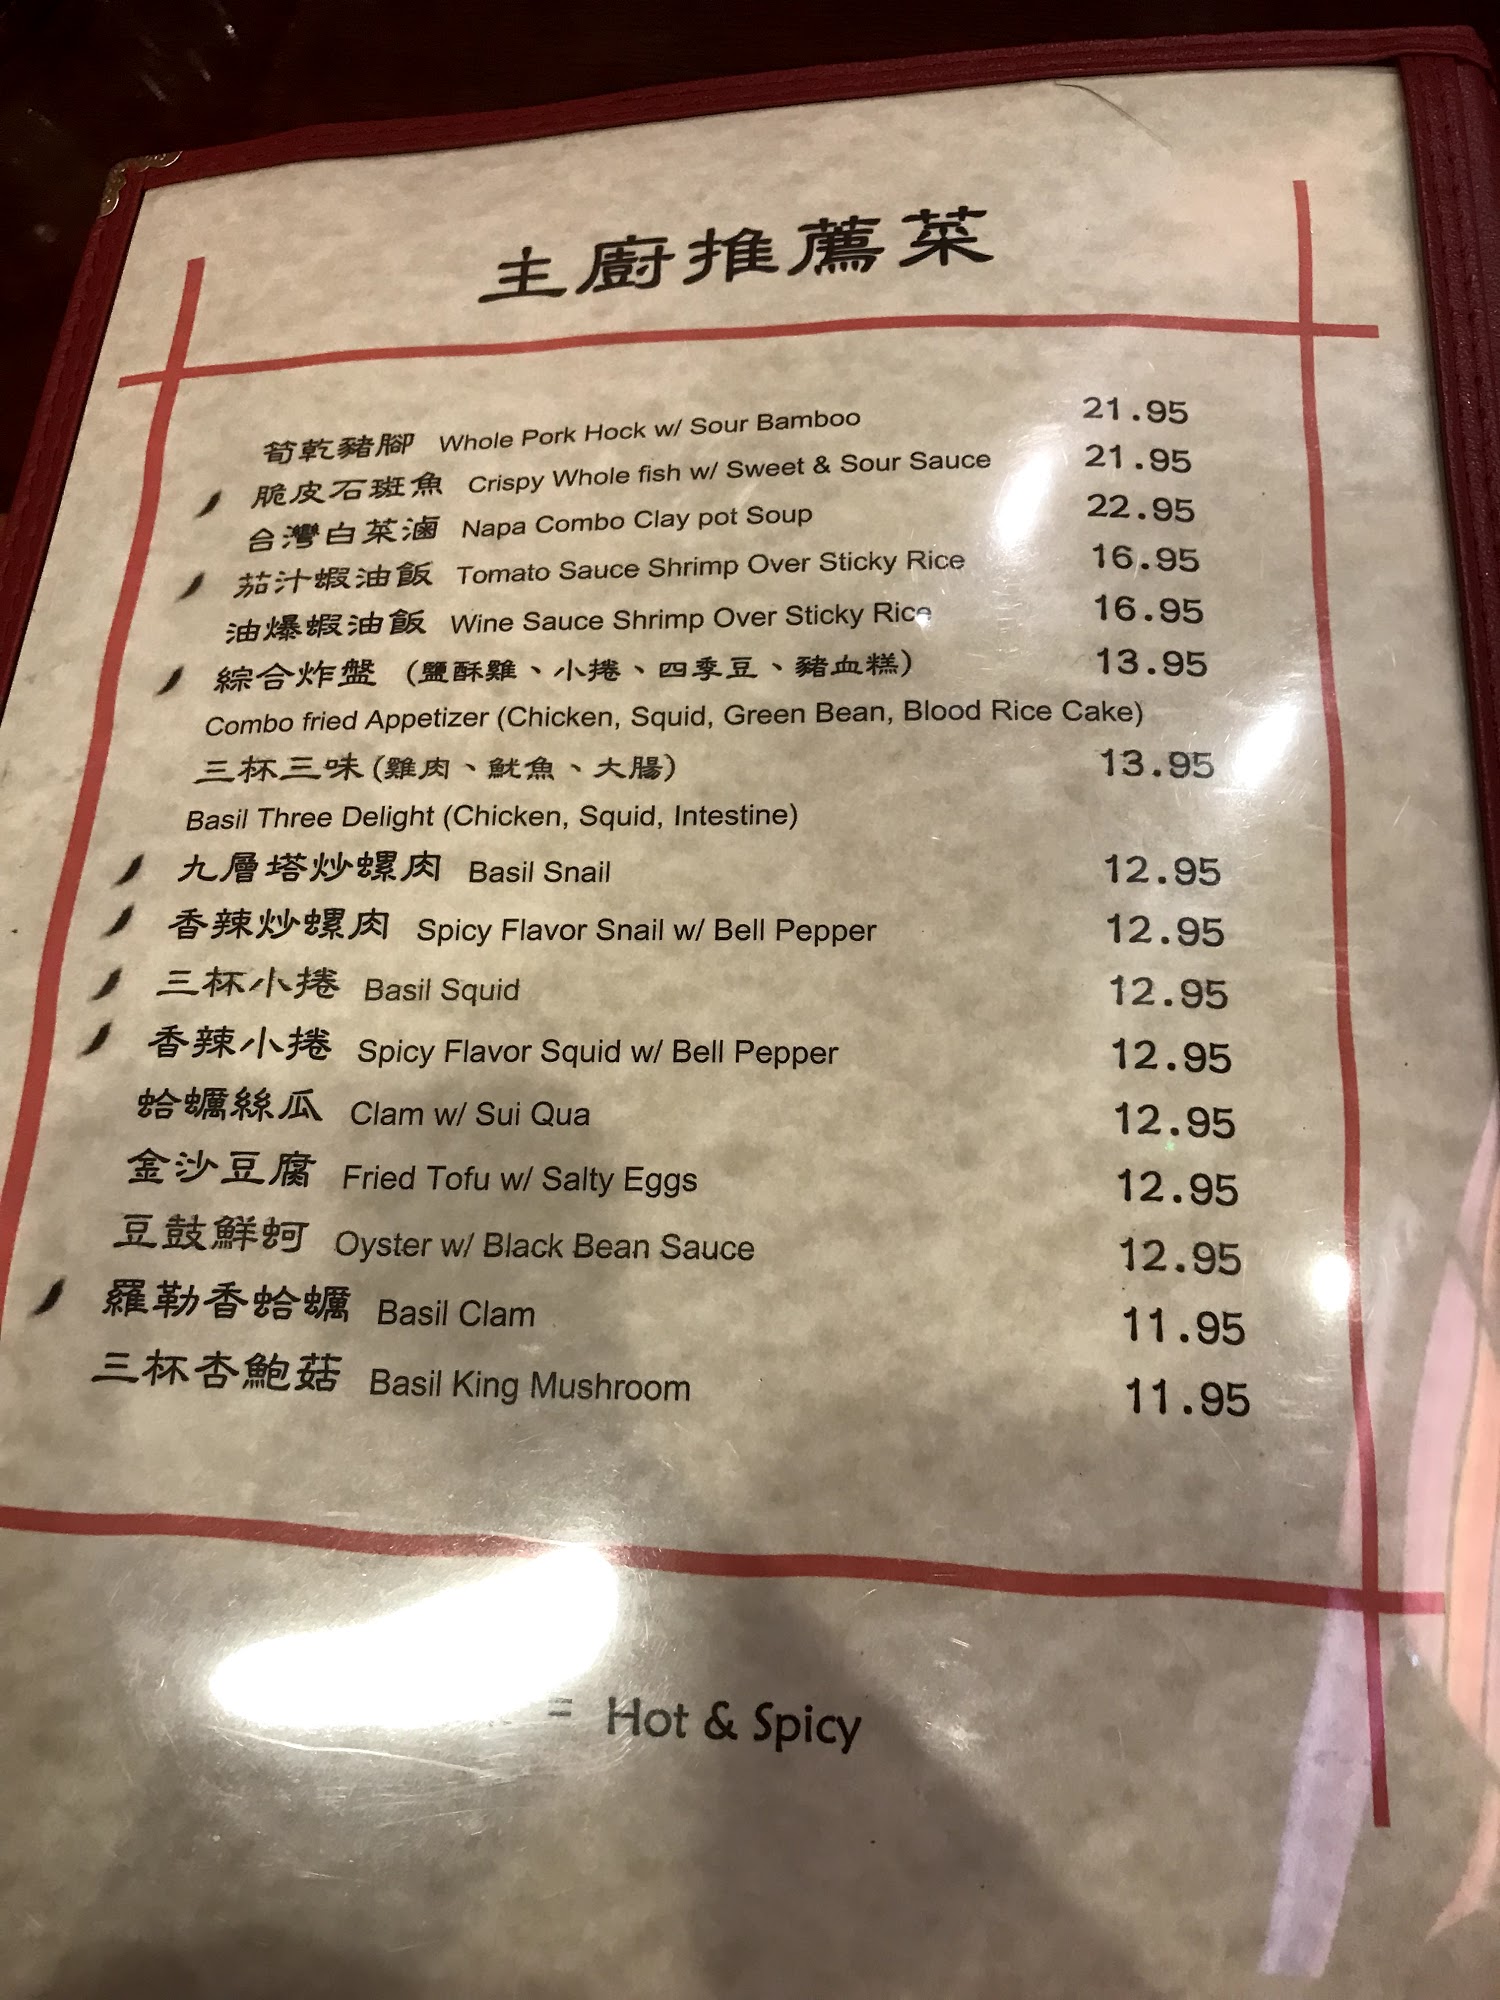 主廚推薦菜
筍乾豬腳 Whole Pork Hock w/ Sour Bamboo 21.95
脆皮石斑魚 Crispy Whole fish w/ Sweet & Sour Sauce 21.95
台灣白菜滷 Napa Combo Clay pot Soup 22.95
茄汁蝦油飯 Tomato Sauce Shrimp Over Sticky Rice 16.95
油爆蝦油飯 Wine Sauce Shrimp Over Sticky Rice 16.95
綜合炸盤 (鹽酥雞、小捲、四季豆、豬血糕) 13.95
Combo fried Appetizer (Chicken, Squid, Green Bean, Blood Rice Cake)
三杯三味 (雞肉、魷魚、大腸) 13.95
Basil Three Delight (Chicken, Squid, Intestine)
九層塔炒螺肉 Basil Snail 12.95
香辣炒螺肉 Spicy Flavor Snail w/ Bell Pepper 12.95
三杯小捲 Basil Squid 12.95
香辣小捲 Spicy Flavor Squid w/ Bell Pepper 12.95
蛤蠣絲瓜 Clam w/ Sui Qua 12.95
金沙豆腐 Fried Tofu w/ Salty Eggs 12.95
豆鼓鮮蚵 Oyster w/ Black Bean Sauce 12.95
羅勒香蛤蠣 Basil Clam 11.95
三杯杏鮑菇 Basil King Mushroom 11.95
= Hot & Spicy